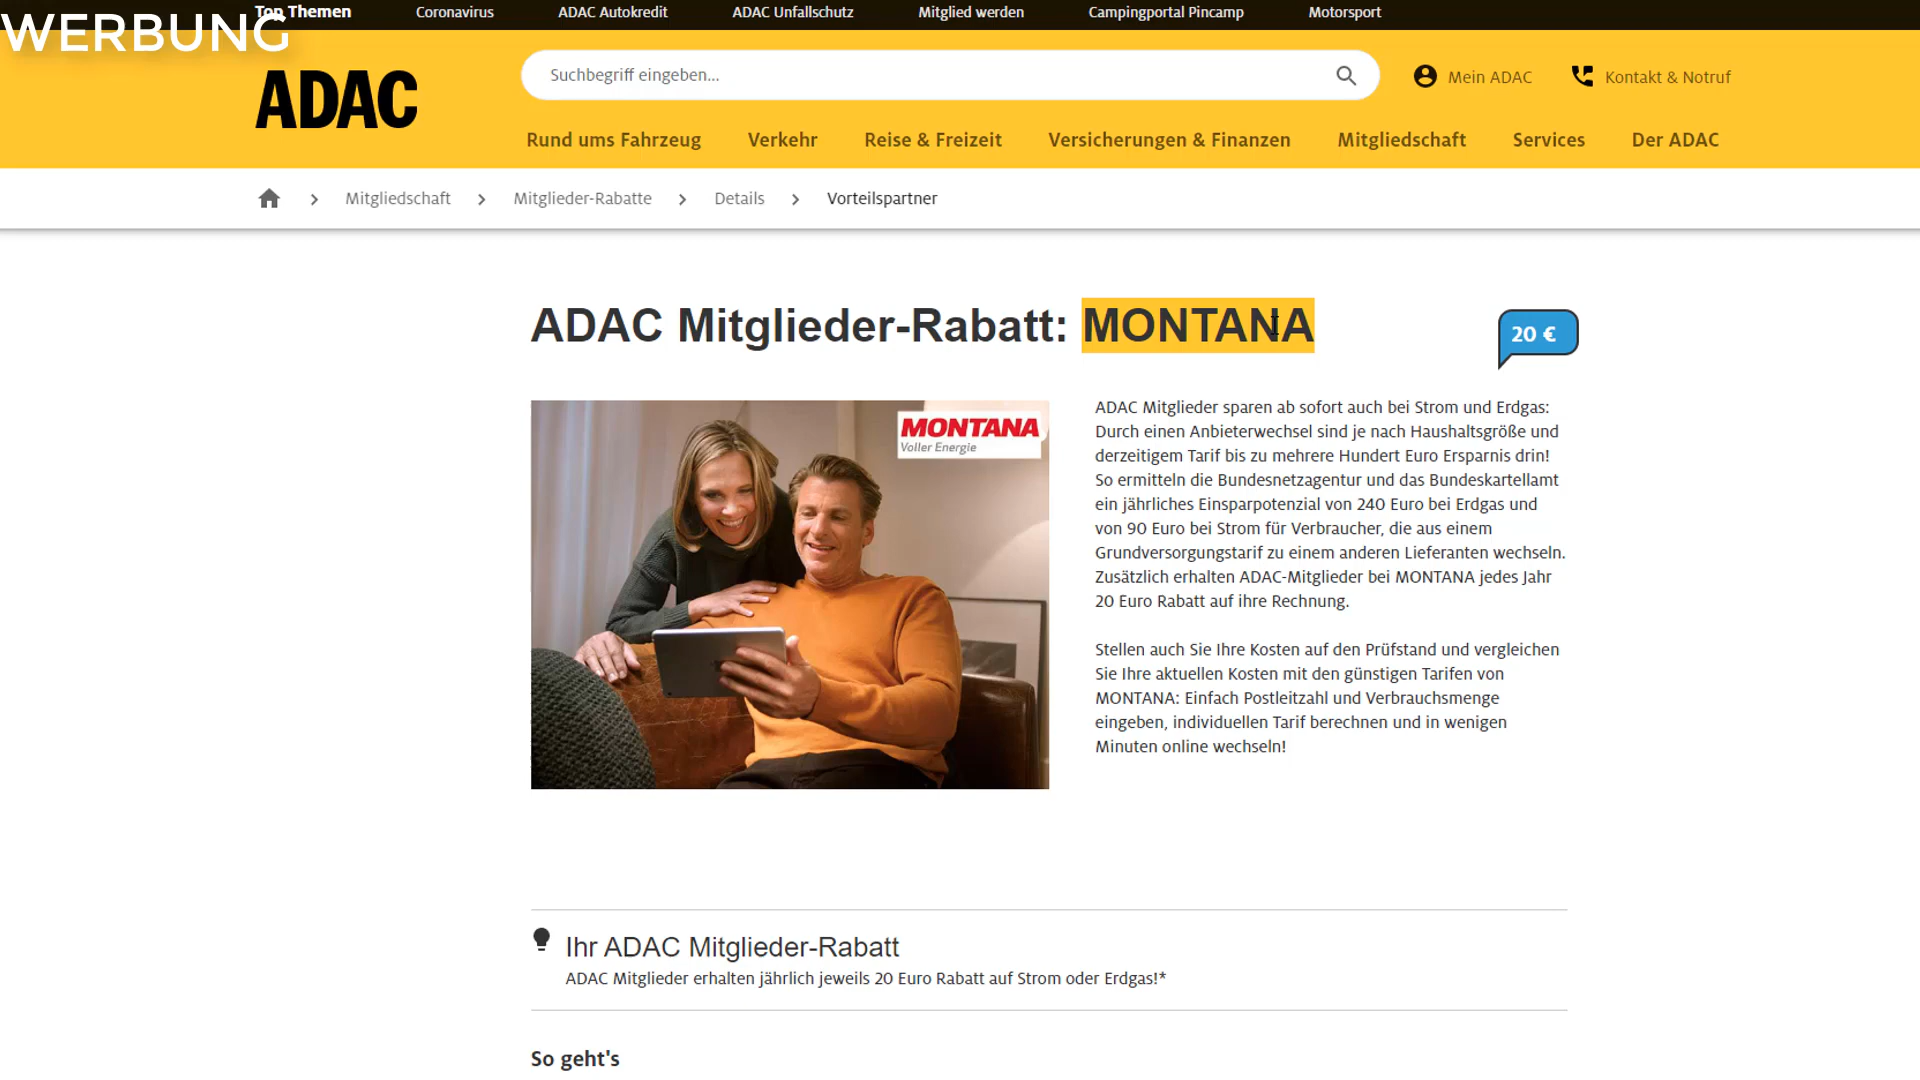 WERBUNG
Top Themen
Coronavirus
ADAC Autokredit
ADAC Unfallschutz
Mitglied werden
Campingportal Pincamp
Motorsport
ADAC
Suchbegriff eingeben...
Mein ADAC
Kontakt & Notruf
Rund ums Fahrzeug
Verkehr
Reise & Freizeit
Versicherungen & Finanzen
Mitgliedschaft
Services
Der ADAC
Mitgliedschaft
Mitglieder-Rabatte
Details
Vorteilspartner
ADAC Mitglieder-Rabatt: MONTANA
20 €
MONTANA
Voller Energie
ADAC Mitglieder sparen ab sofort auch bei Strom und Erdgas:
Durch einen Anbieterwechsel sind je nach Haushaltsgröße und
derzeitigem Tarif bis zu mehrere Hundert Euro Ersparnis drin!
So ermitteln die Bundesnetzagentur und das Bundeskartellamt
ein jährliches Einsparpotenzial von 240 Euro bei Erdgas und
von 90 Euro bei Strom für Verbraucher, die aus einem
Grundversorgungstarif zu einem anderen Lieferanten wechseln.
Zusätzlich erhalten ADAC-Mitglieder bei MONTANA jedes Jahr
20 Euro Rabatt auf ihre Rechnung.
Stellen auch Sie Ihre Kosten auf den Prüfstand und vergleichen
Sie Ihre aktuellen Kosten mit den günstigen Tarifen von
MONTANA: Einfach Postleitzahl und Verbrauchsmenge
eingeben, individuellen Tarif berechnen und in wenigen
Minuten online wechseln!
Ihr ADAC Mitglieder-Rabatt
ADAC Mitglieder erhalten jährlich jeweils 20 Euro Rabatt auf Strom oder Erdgas!*
So geht's